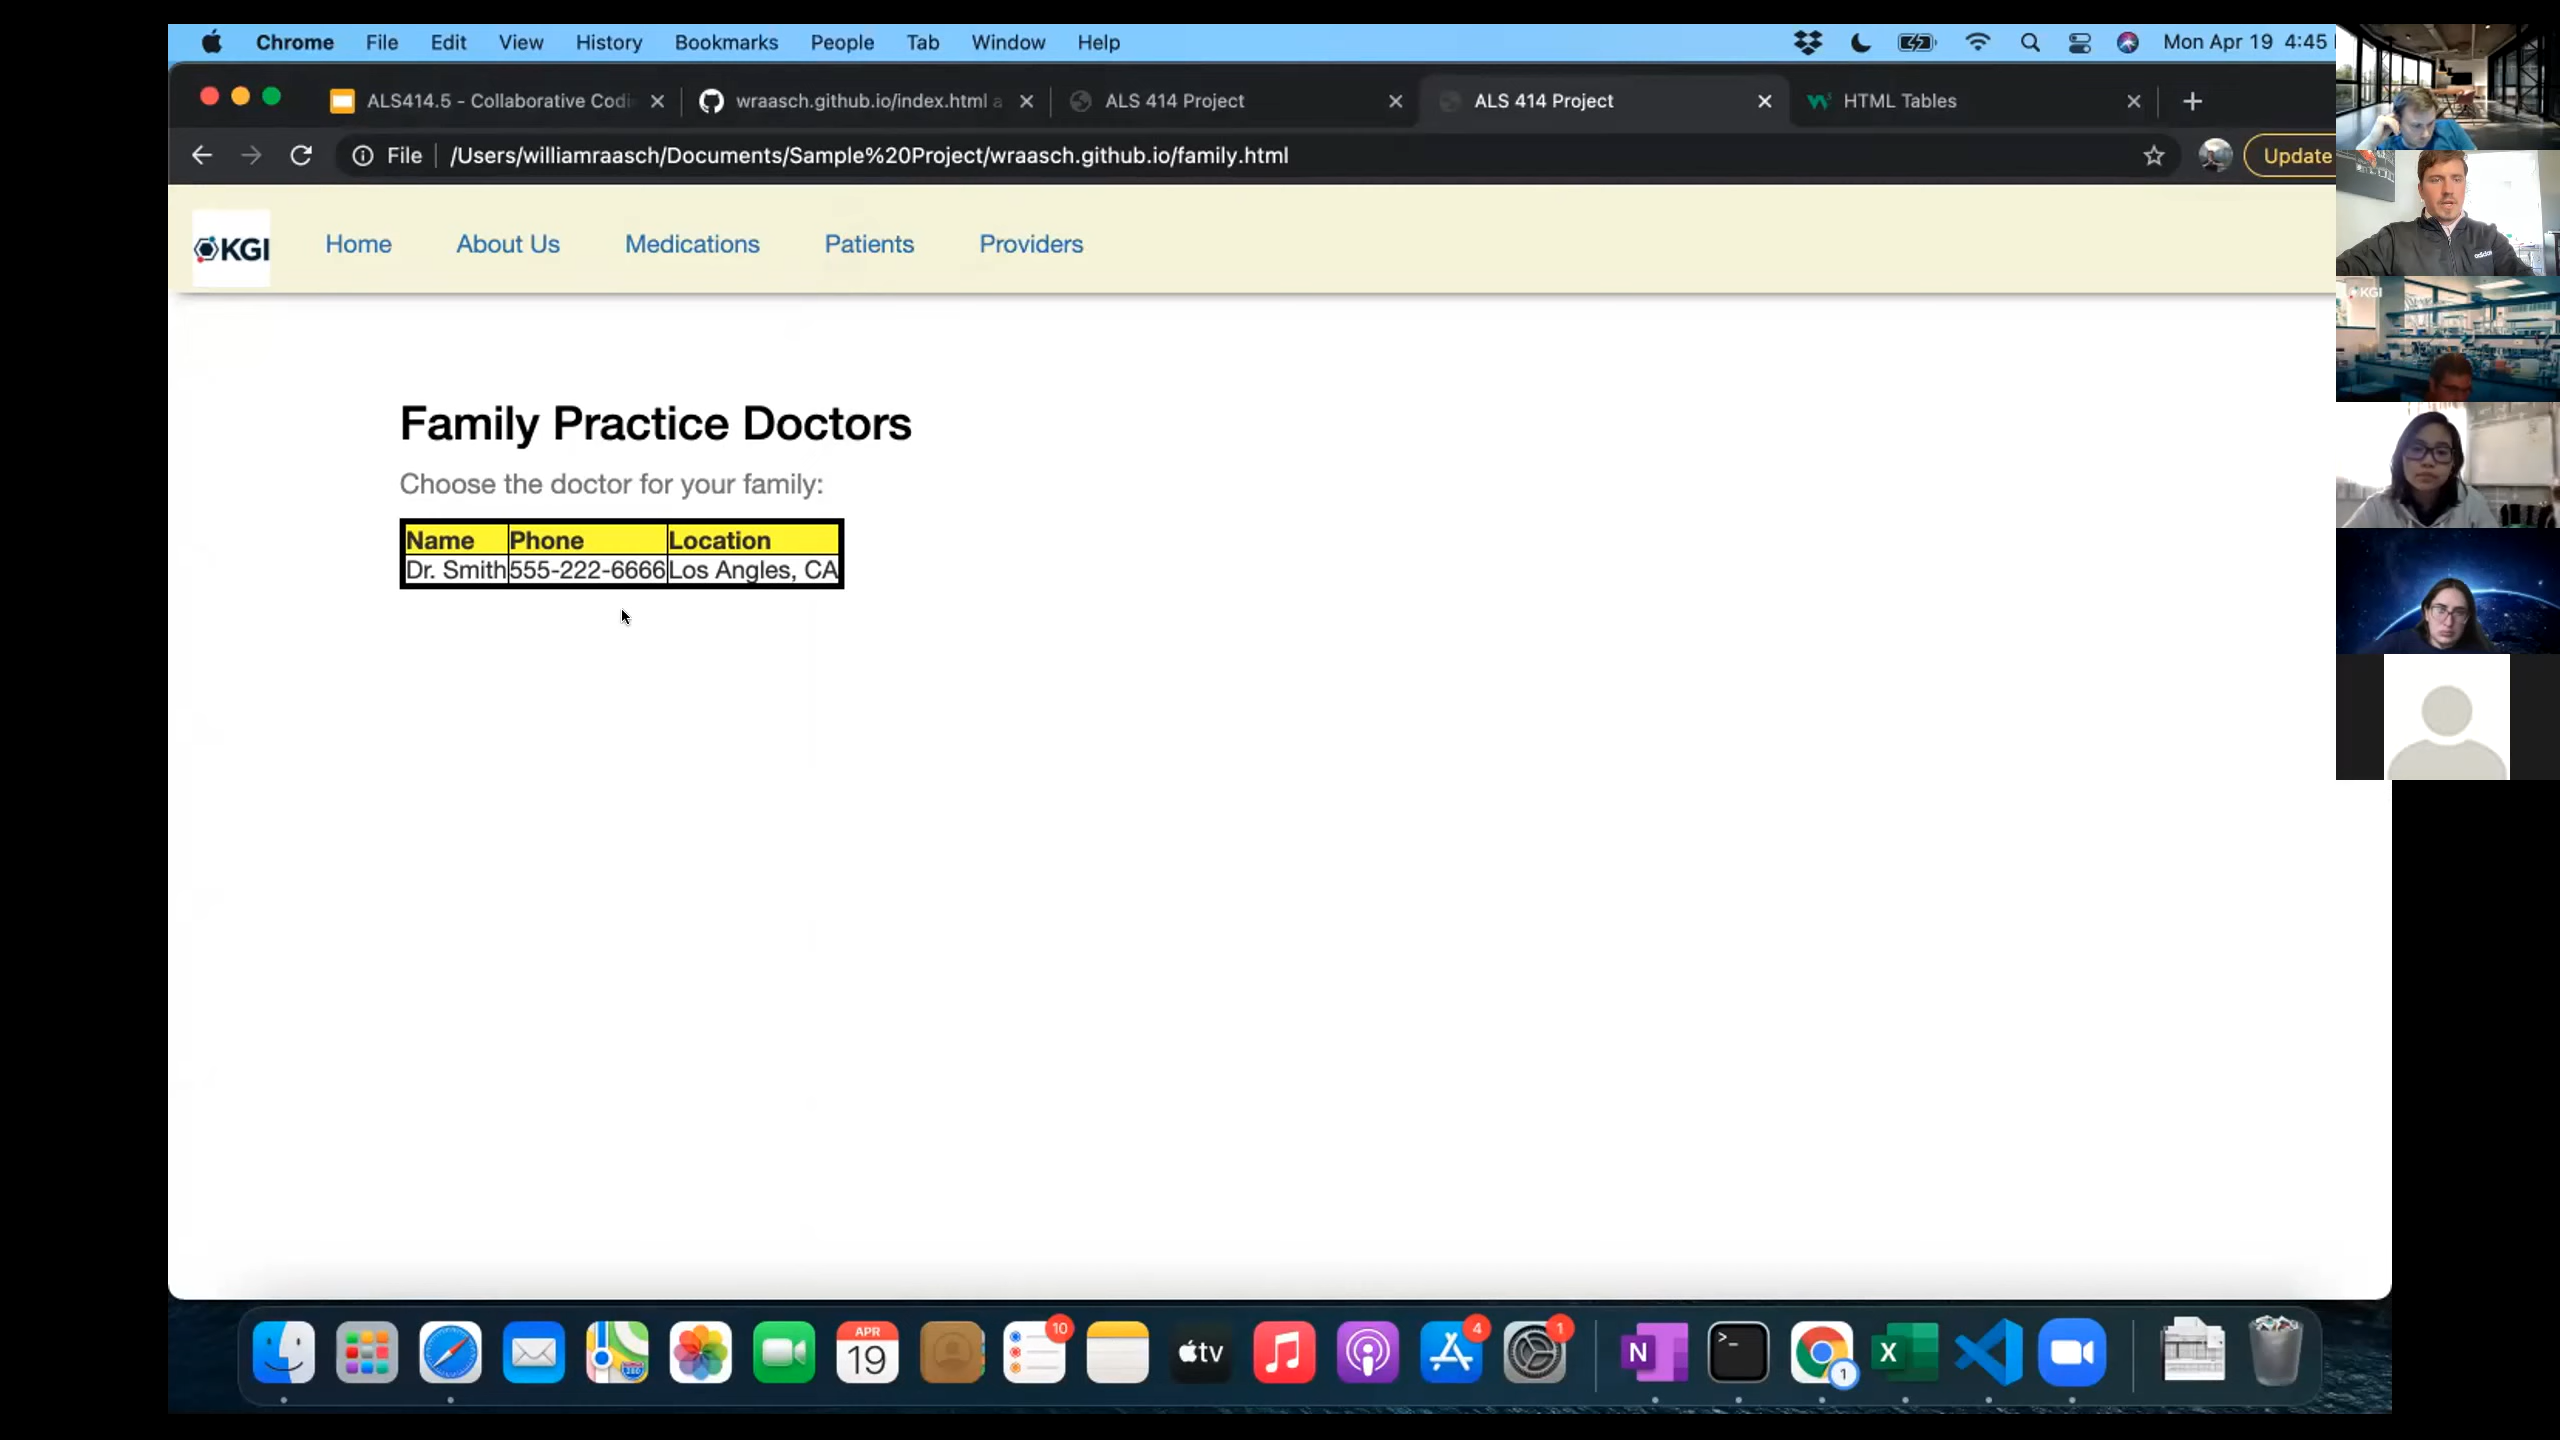 Chrome File Edit View History Bookmarks People Tab Window Help Mon Apr 19 4:45
ALS414.5 - Collaborative Codi wraasch.github.io/index.html a ALS 414 Project ALS 414 Project HTML Tables
File /Users/williamraasch/Documents/Sample%20Project/wraasch.github.io/family.html Update
KGI Home About Us Medications Patients Providers
Family Practice Doctors
Choose the doctor for your family:
Name Phone Location
Dr. Smith 555-222-6666 Los Angles, CA
KGI
adidas
APR 10 4 1
19 tv N >_ 1 X